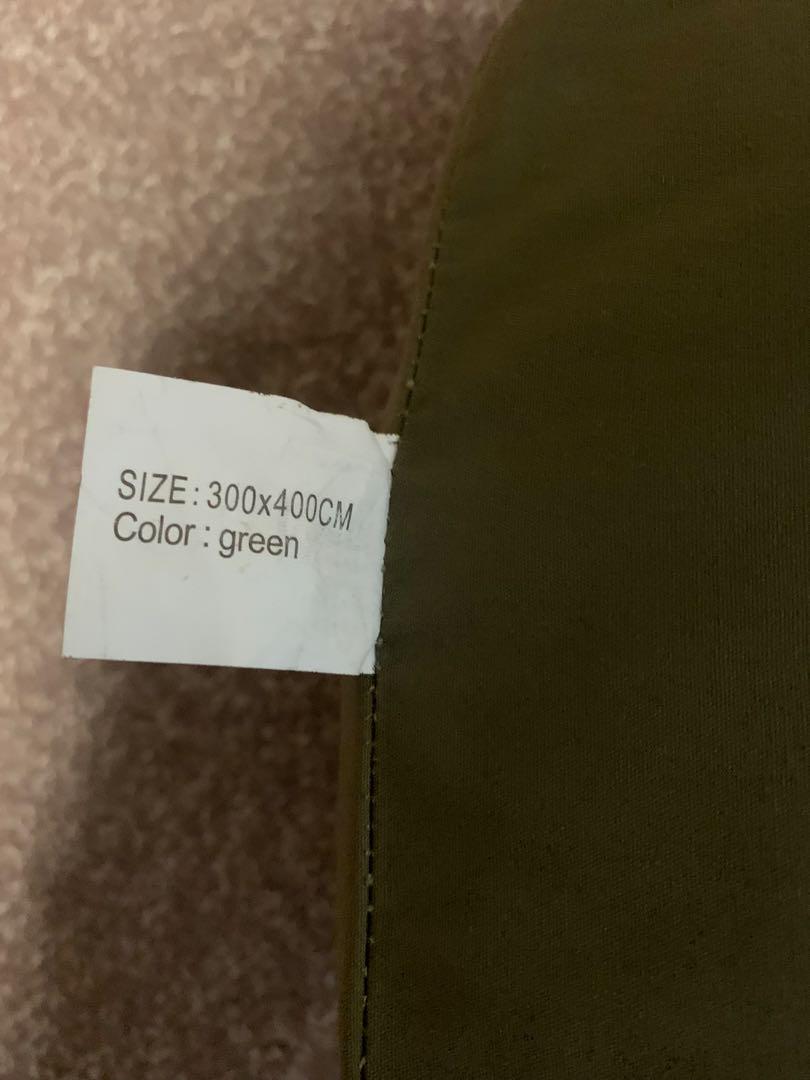 SIZE : 300x400CM
Color : green